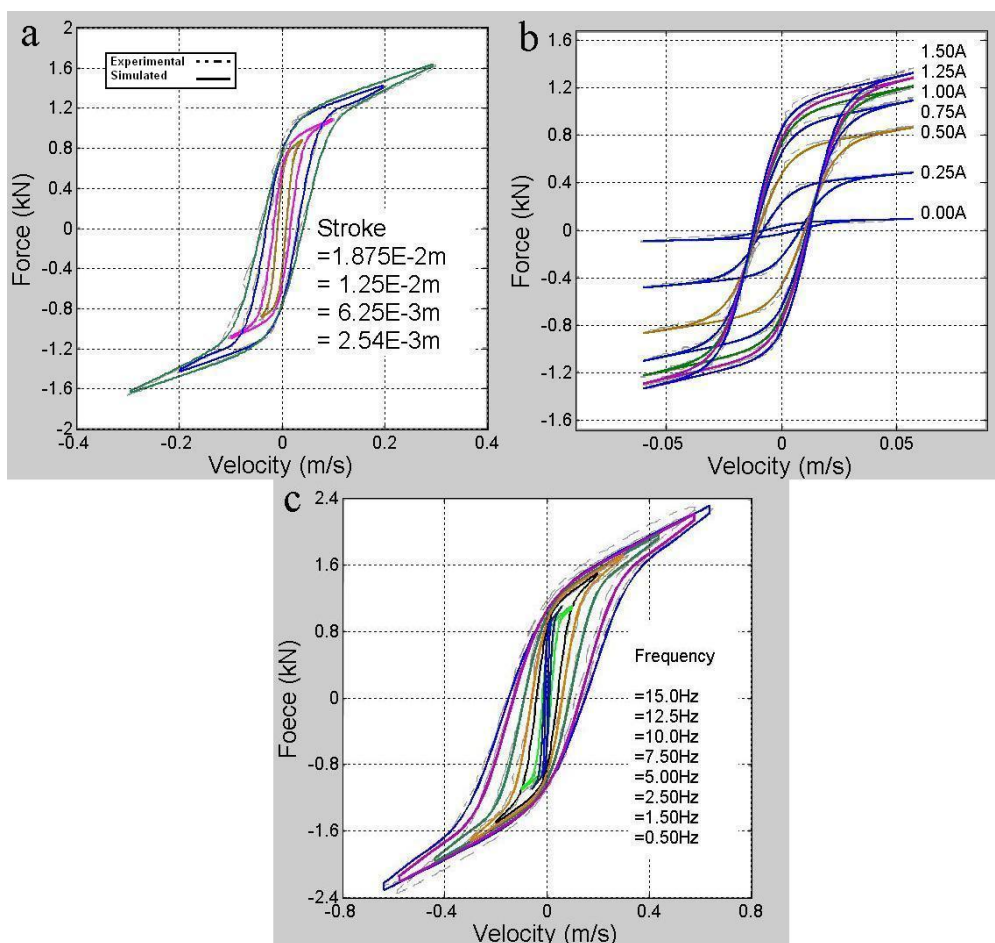 a
Experimental
Simulated
2
1.6
1.2
0.8
0.4
0
-0.4
-0.8
-1.2
-1.6
-2
Force (kN)
Stroke
=1.875E-2m
= 1.25E-2m
= 6.25E-3m
= 2.54E-3m
-0.4 -0.2 0 0.2 0.4
Velocity (m/s)
b
1.6
1.2
0.8
0.4
0
-0.4
-0.8
-1.2
1.6
Force (kN)
1.50A
1.25A
1.00A
0.75A
0.50A
0.25A
0.00A
-0.05 0 0.05
Velocity (m/s)
c
2.4
1.6
0.8
0
-0.8
-1.6
-2.4
Foece (kN)
Frequency
=15.0Hz
=12.5Hz
=10.0Hz
=7.50Hz
=5.00Hz
=2.50Hz
=1.50Hz
=0.50Hz
-0.8 -0.4 0 0.4 0.8
Velocity (m/s)